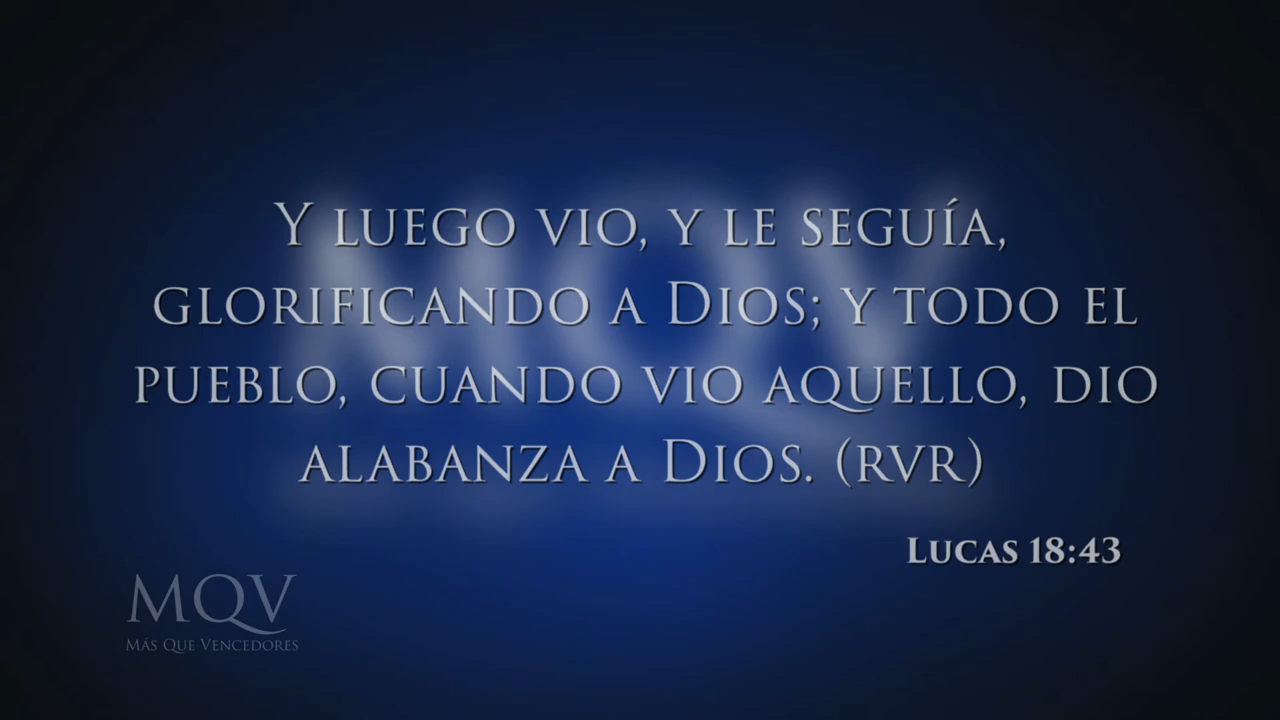 Y luego vio, y le seguía,
glorificando a Dios; y todo el
pueblo, cuando vio aquello, dio
alabanza a Dios. (rvr)
Lucas 18:43
MQV
Más Que Vencedores